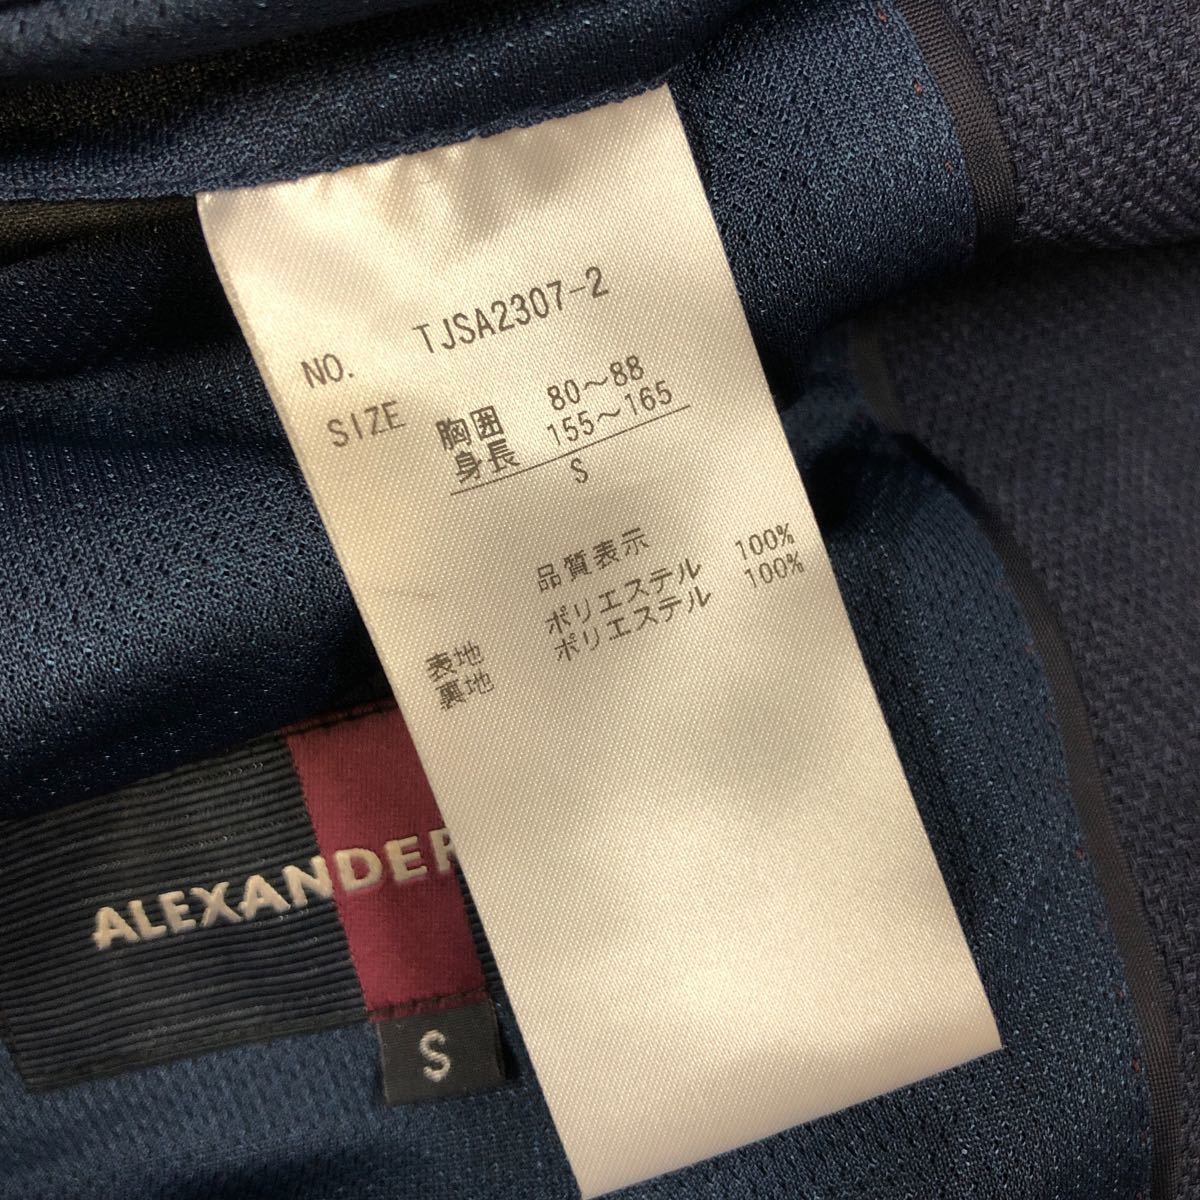 NO. TJSA2307-2
SIZE 胸囲 80～88
身長 155～165
S
品質表示
表地 ポリエステル 100%
裏地 ポリエステル 100%
ALEXANDER
S